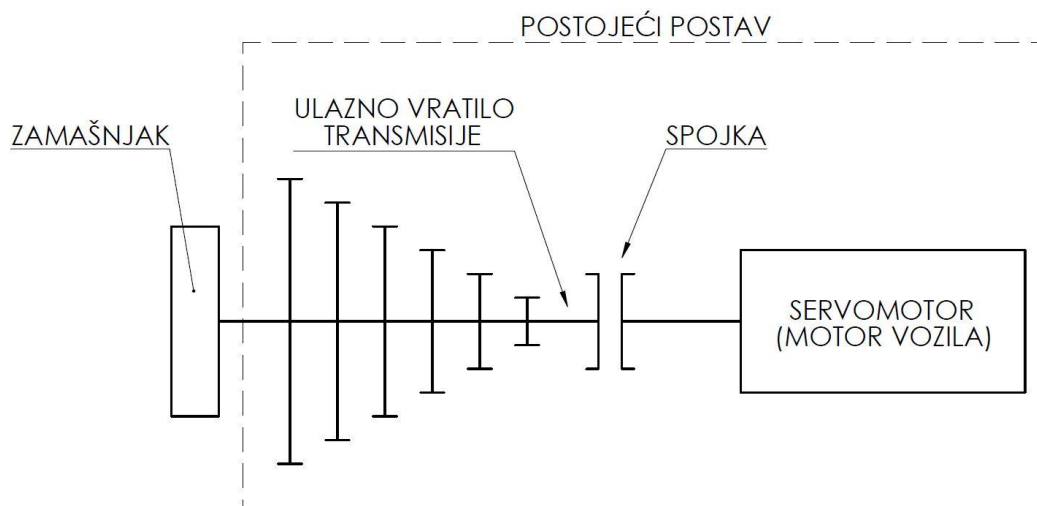 POSTOJEĆI POSTAV
ULAZNO VRATILO
TRANSMISIJE
ZAMAŠNJAK
SPOJKA
SERVOMOTOR
(MOTOR VOZILA)